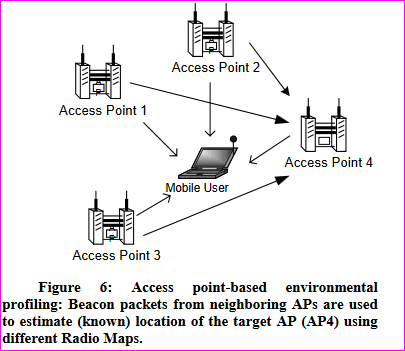 Access Point 2
Access Point 1
Access Point 4
Mobile User
Access Point 3
Figure 6: Access point-based environmental
profiling: Beacon packets from neighboring APs are used
to estimate (known) location of the target AP (AP4) using
different Radio Maps.